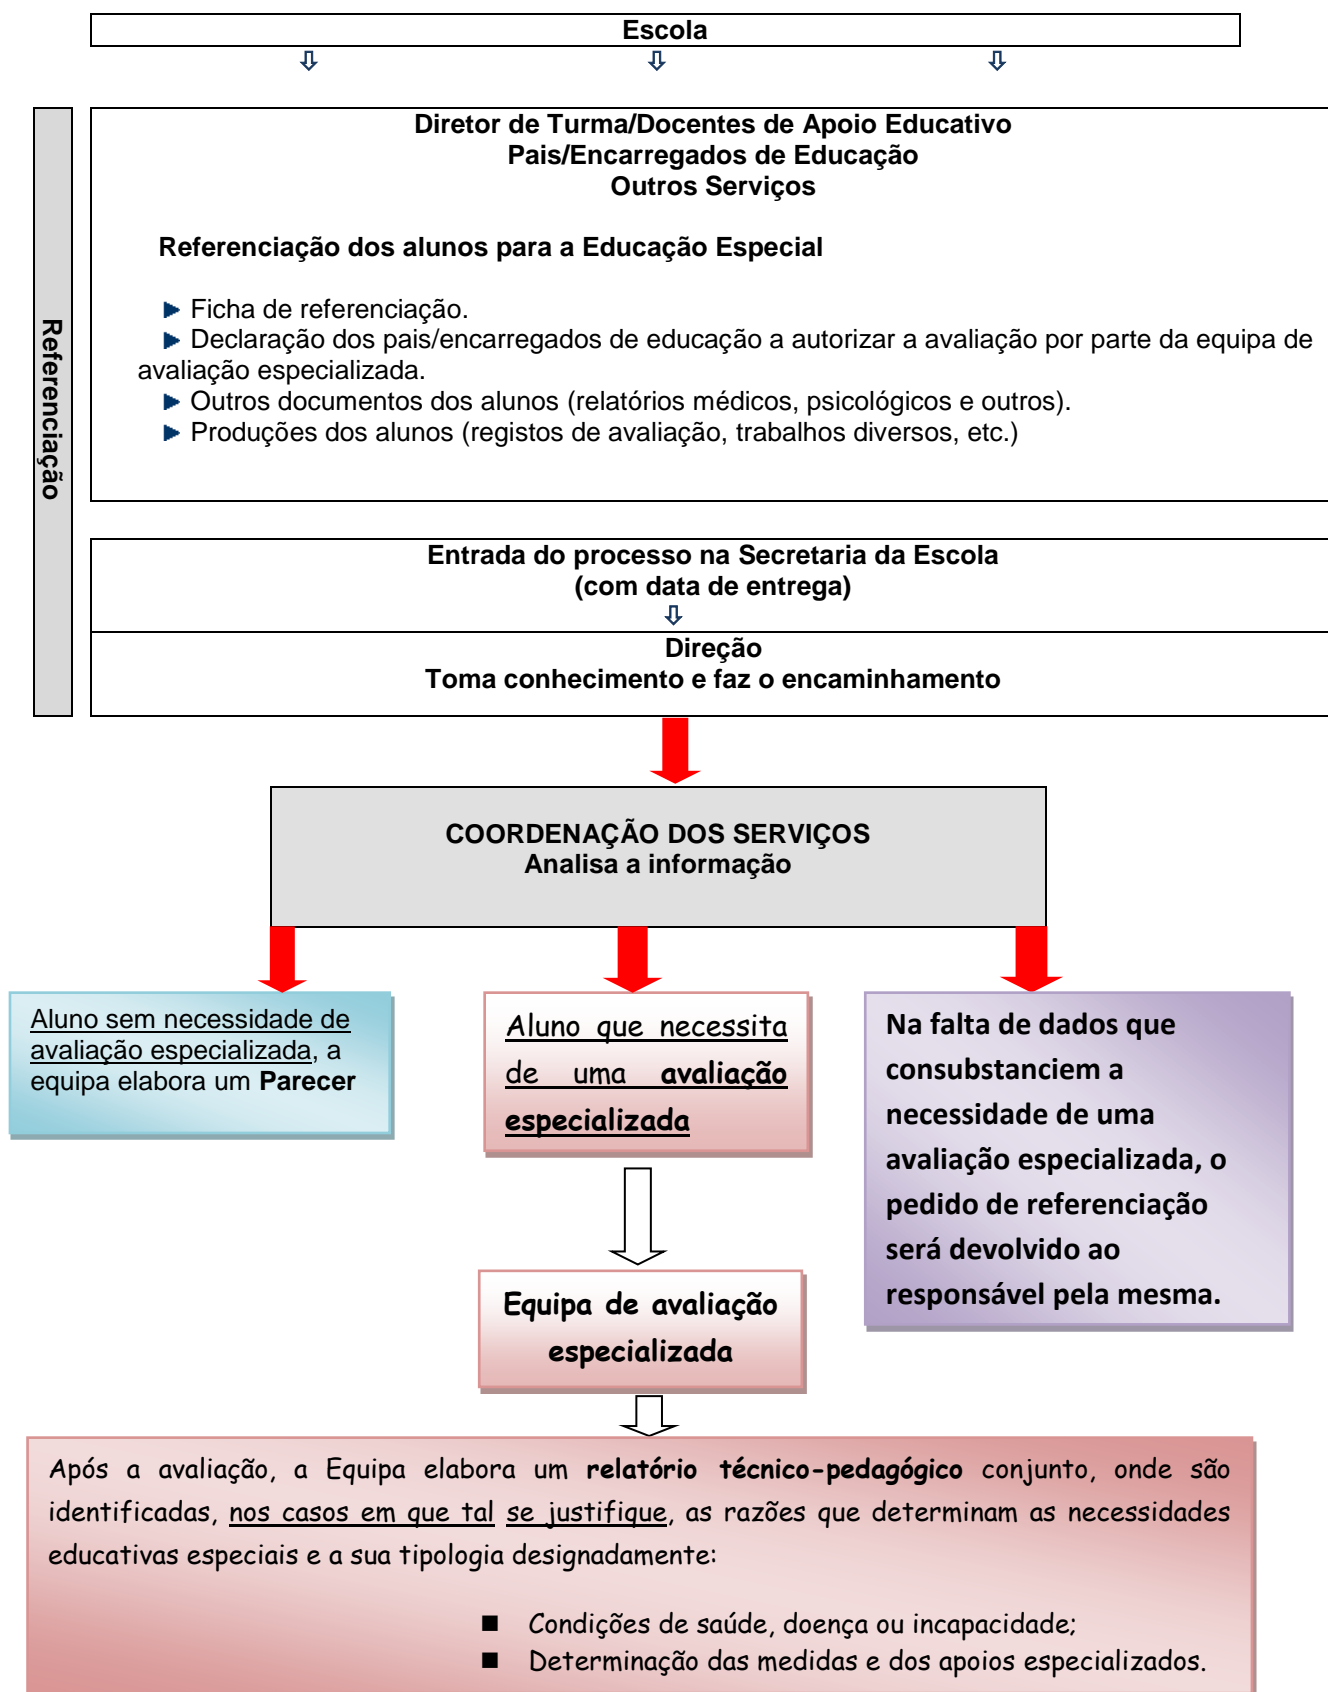 Escola
Diretor de Turma/Docentes de Apoio Educativo
Pais/Encarregados de Educação
Outros Serviços
Referenciação dos alunos para a Educação Especial
Ficha de referenciação.
Declaração dos pais/encarregados de educação a autorizar a avaliação por parte da equipa de
avaliação especializada.
Outros documentos dos alunos (relatórios médicos, psicológicos e outros).
Produções dos alunos (registos de avaliação, trabalhos diversos, etc.)
Referenciação
Entrada do processo na Secretaria da Escola
(com data de entrega)
Direção
Toma conhecimento e faz o encaminhamento
COORDENAÇÃO DOS SERVIÇOS
Analisa a informação
Aluno sem necessidade de
avaliação especializada, a
equipa elabora um Parecer
Aluno que necessita
de uma avaliação
especializada
Na falta de dados que
consubstanciem a
necessidade de uma
avaliação especializada, o
pedido de referenciação
será devolvido ao
responsável pela mesma.
Equipa de avaliação
especializada
Após a avaliação, a Equipa elabora um relatório técnico-pedagógico conjunto, onde são
identificadas, nos casos em que tal se justifique, as razões que determinam as necessidades
educativas especiais e a sua tipologia designadamente:
■ Condições de saúde, doença ou incapacidade;
■ Determinação das medidas e dos apoios especializados.